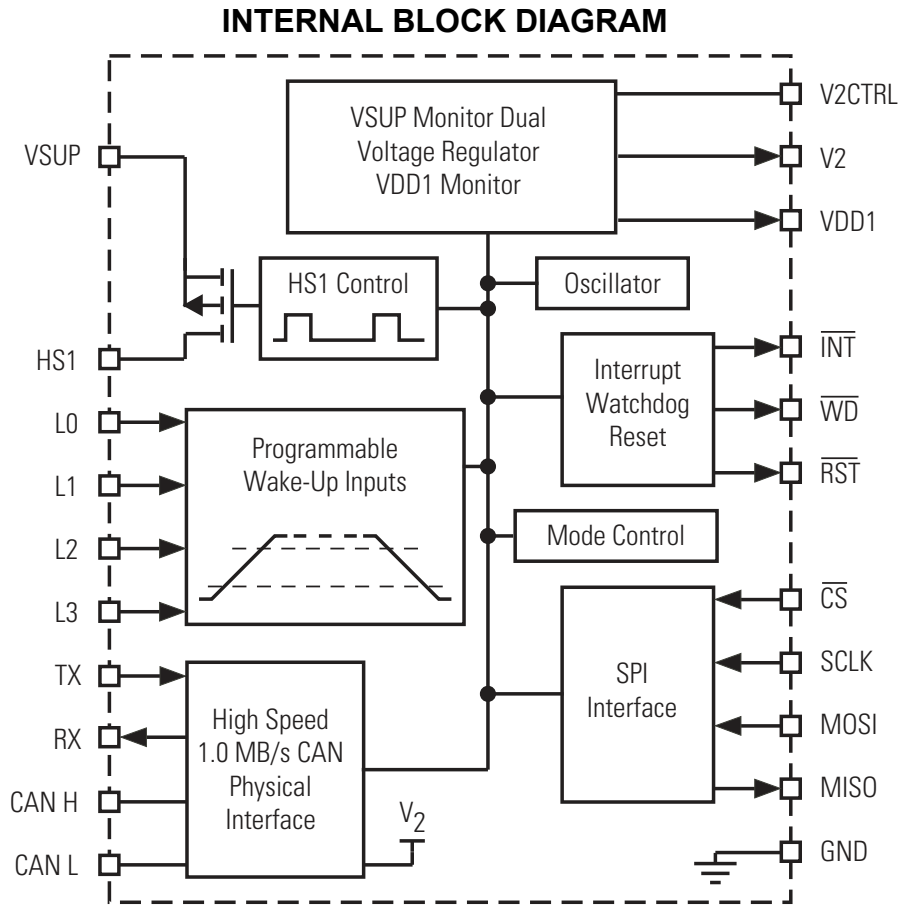 INTERNAL BLOCK DIAGRAM
VSUP Monitor Dual
Voltage Regulator
VDD1 Monitor
V2CTRL
V2
VDD1
VSUP
HS1 Control
Oscillator
HS1
Interrupt
Watchdog
Reset
INT
WD
RST
L0
L1
L2
L3
Programmable
Wake-Up Inputs
Mode Control
TX
RX
CAN H
CAN L
High Speed
1.0 MB/s CAN
Physical
Interface
V2
SPI
Interface
CS
SCLK
MOSI
MISO
GND